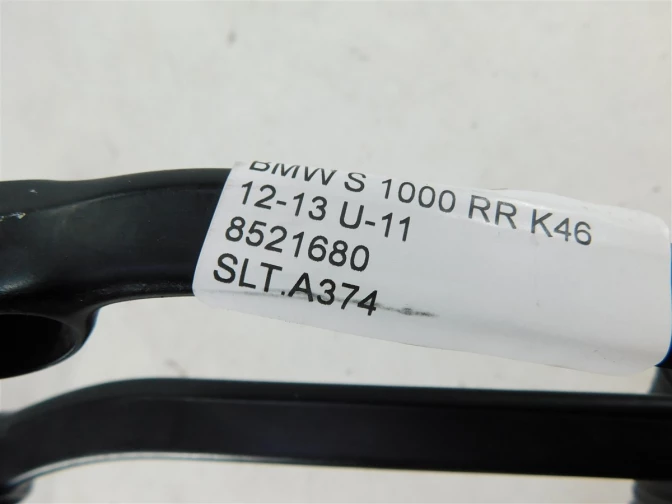 BMW S 1000 RR K46
12-13 U-11
8521680
SLT.A374